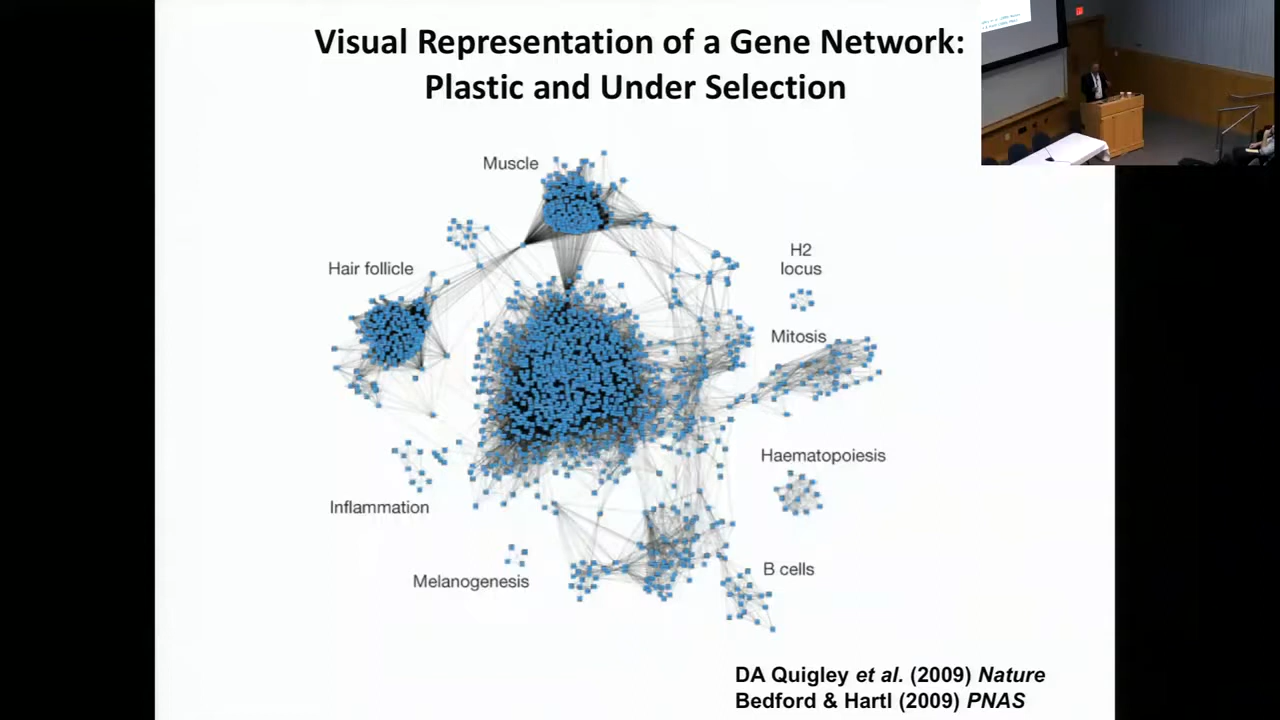 Visual Representation of a Gene Network:
Plastic and Under Selection
Muscle
Hair follicle
H2
locus
Mitosis
Haematopoiesis
Inflammation
B cells
Melanogenesis
DA Quigley et al. (2009) Nature
Bedford & Hartl (2009) PNAS